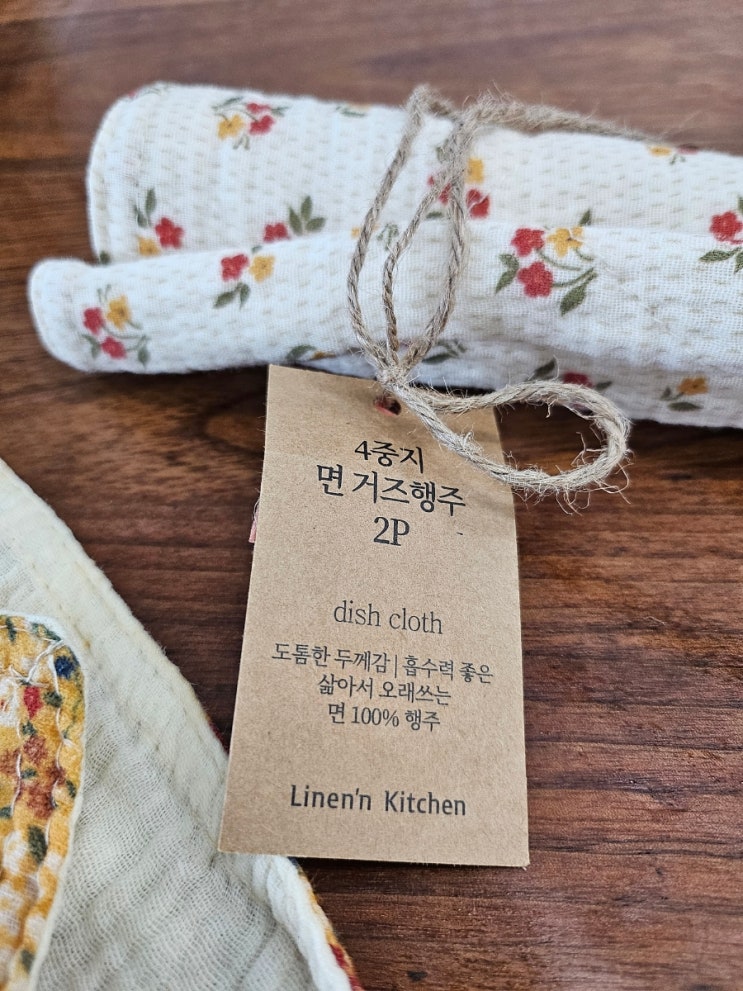 4중지
면 거즈행주
2P
dish cloth
도톰한 두께감 | 흡수력 좋은
삶아서 오래쓰는
면 100% 행주
Linen'n Kitchen